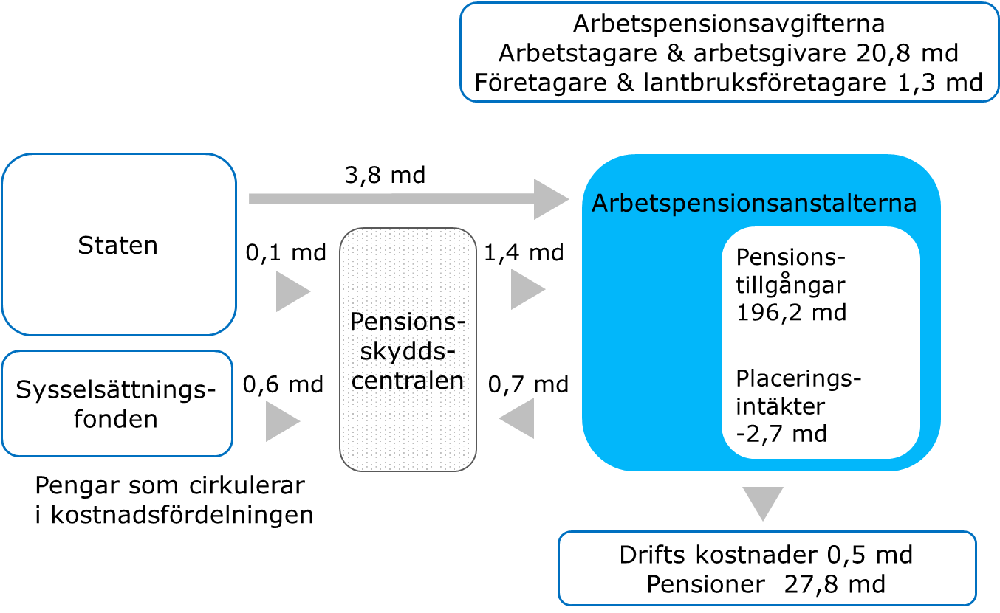 Arbetspensionsavgifterna
Arbetstagare & arbetsgivare 20,8 md
Företagare & lantbruksföretagare 1,3 md
3,8 md
Arbetspensionsanstalterna
Staten
0,1 md
1,4 md
Pensions-
tillgångar
196,2 md
Pensions-
skydds-
centralen
Sysselsättnings-
fonden
0,6 md
0,7 md
Placerings-
intäkter
-2,7 md
Pengar som cirkulerar
i kostnadsfördelningen
Drifts kostnader 0,5 md
Pensioner  27,8 md